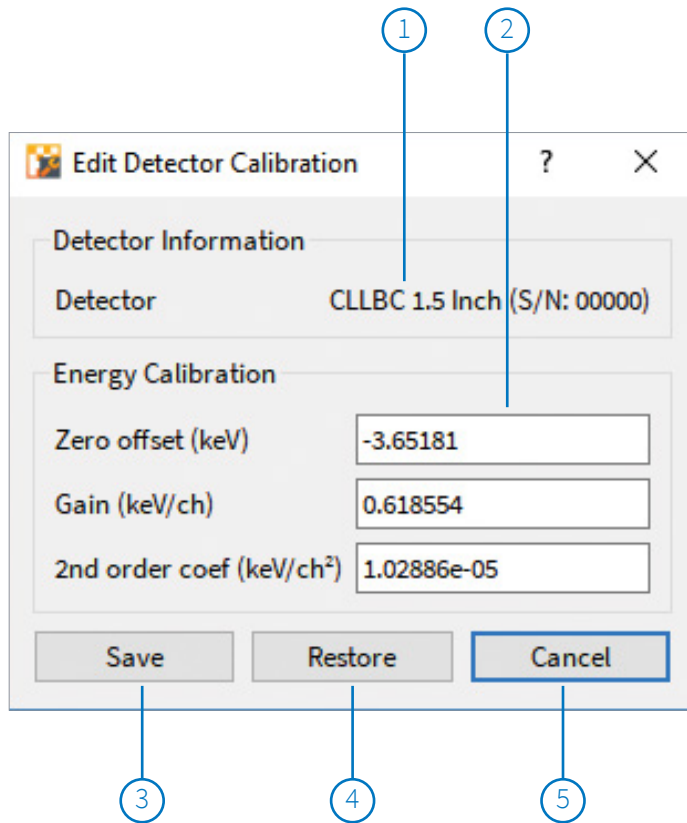 1 2
Edit Detector Calibration ? ×
Detector Information
Detector CLLBC 1.5 Inch (S/N: 00000)
Energy Calibration
Zero offset (keV) -3.65181
Gain (keV/ch) 0.618554
2nd order coef (keV/ch²) 1.02886e-05
Save Restore Cancel
3 4 5